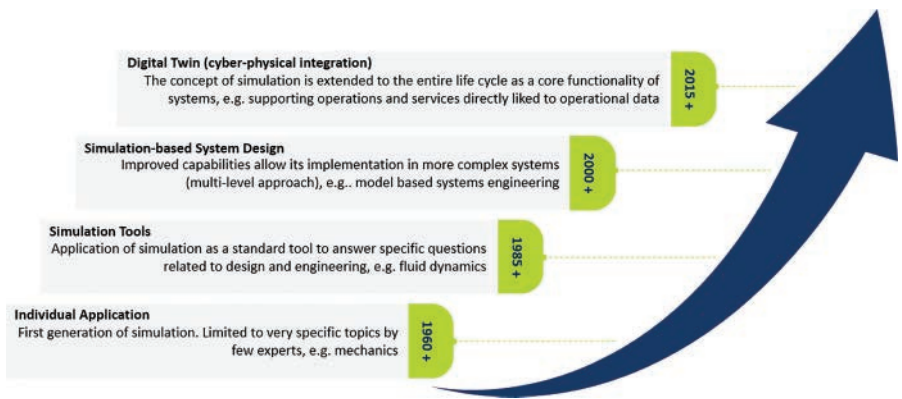 Digital Twin (cyber-physical integration)
The concept of simulation is extended to the entire life cycle as a core functionality of
systems, e.g. supporting operations and services directly liked to operational data
2015 +
Simulation-based System Design
Improved capabilities allow its implementation in more complex systems
(multi-level approach), e.g.. model based systems engineering
2000 +
Simulation Tools
Application of simulation as a standard tool to answer specific questions
related to design and engineering, e.g. fluid dynamics
1985 +
Individual Application
First generation of simulation. Limited to very specific topics by
few experts, e.g. mechanics
1960 +